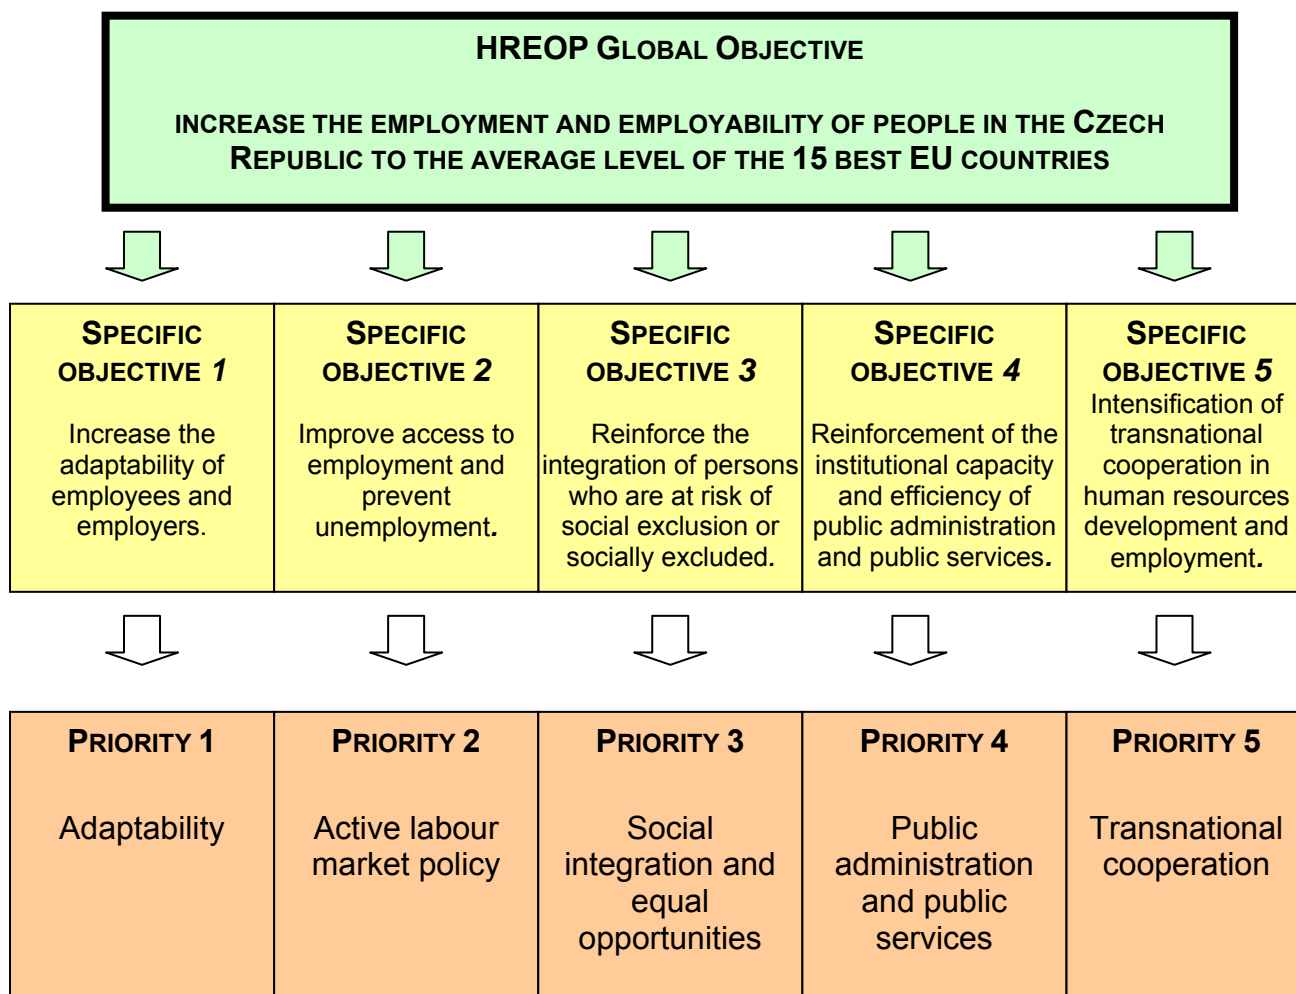 HREOP GLOBAL OBJECTIVE
INCREASE THE EMPLOYMENT AND EMPLOYABILITY OF PEOPLE IN THE CZECH
REPUBLIC TO THE AVERAGE LEVEL OF THE 15 BEST EU COUNTRIES
SPECIFIC
OBJECTIVE 1
Increase the
adaptability of
employees and
employers.
SPECIFIC
OBJECTIVE 2
Improve access to
employment and
prevent
unemployment.
SPECIFIC
OBJECTIVE 3
Reinforce the
integration of persons
who are at risk of
social exclusion or
socially excluded.
SPECIFIC
OBJECTIVE 4
Reinforcement of the
institutional capacity
and efficiency of
public administration
and public services.
SPECIFIC
OBJECTIVE 5
Intensification of
transnational
cooperation in
human resources
development and
employment.
PRIORITY 1
Adaptability
PRIORITY 2
Active labour
market policy
PRIORITY 3
Social
integration and
equal
opportunities
PRIORITY 4
Public
administration
and public
services
PRIORITY 5
Transnational
cooperation